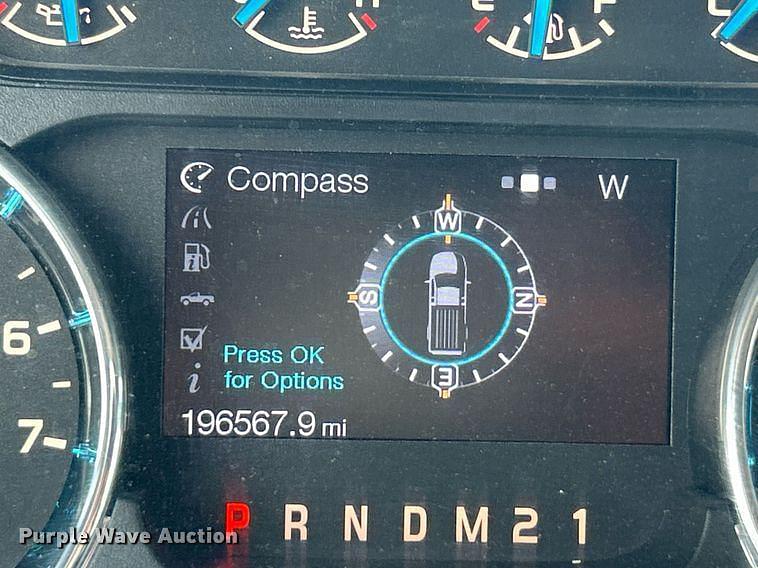 H
E F
C
Compass W
W
S N
E
Press OK
for Options
196567.9 mi
6
7
P R N D M 2 1
Purple Wave Auction